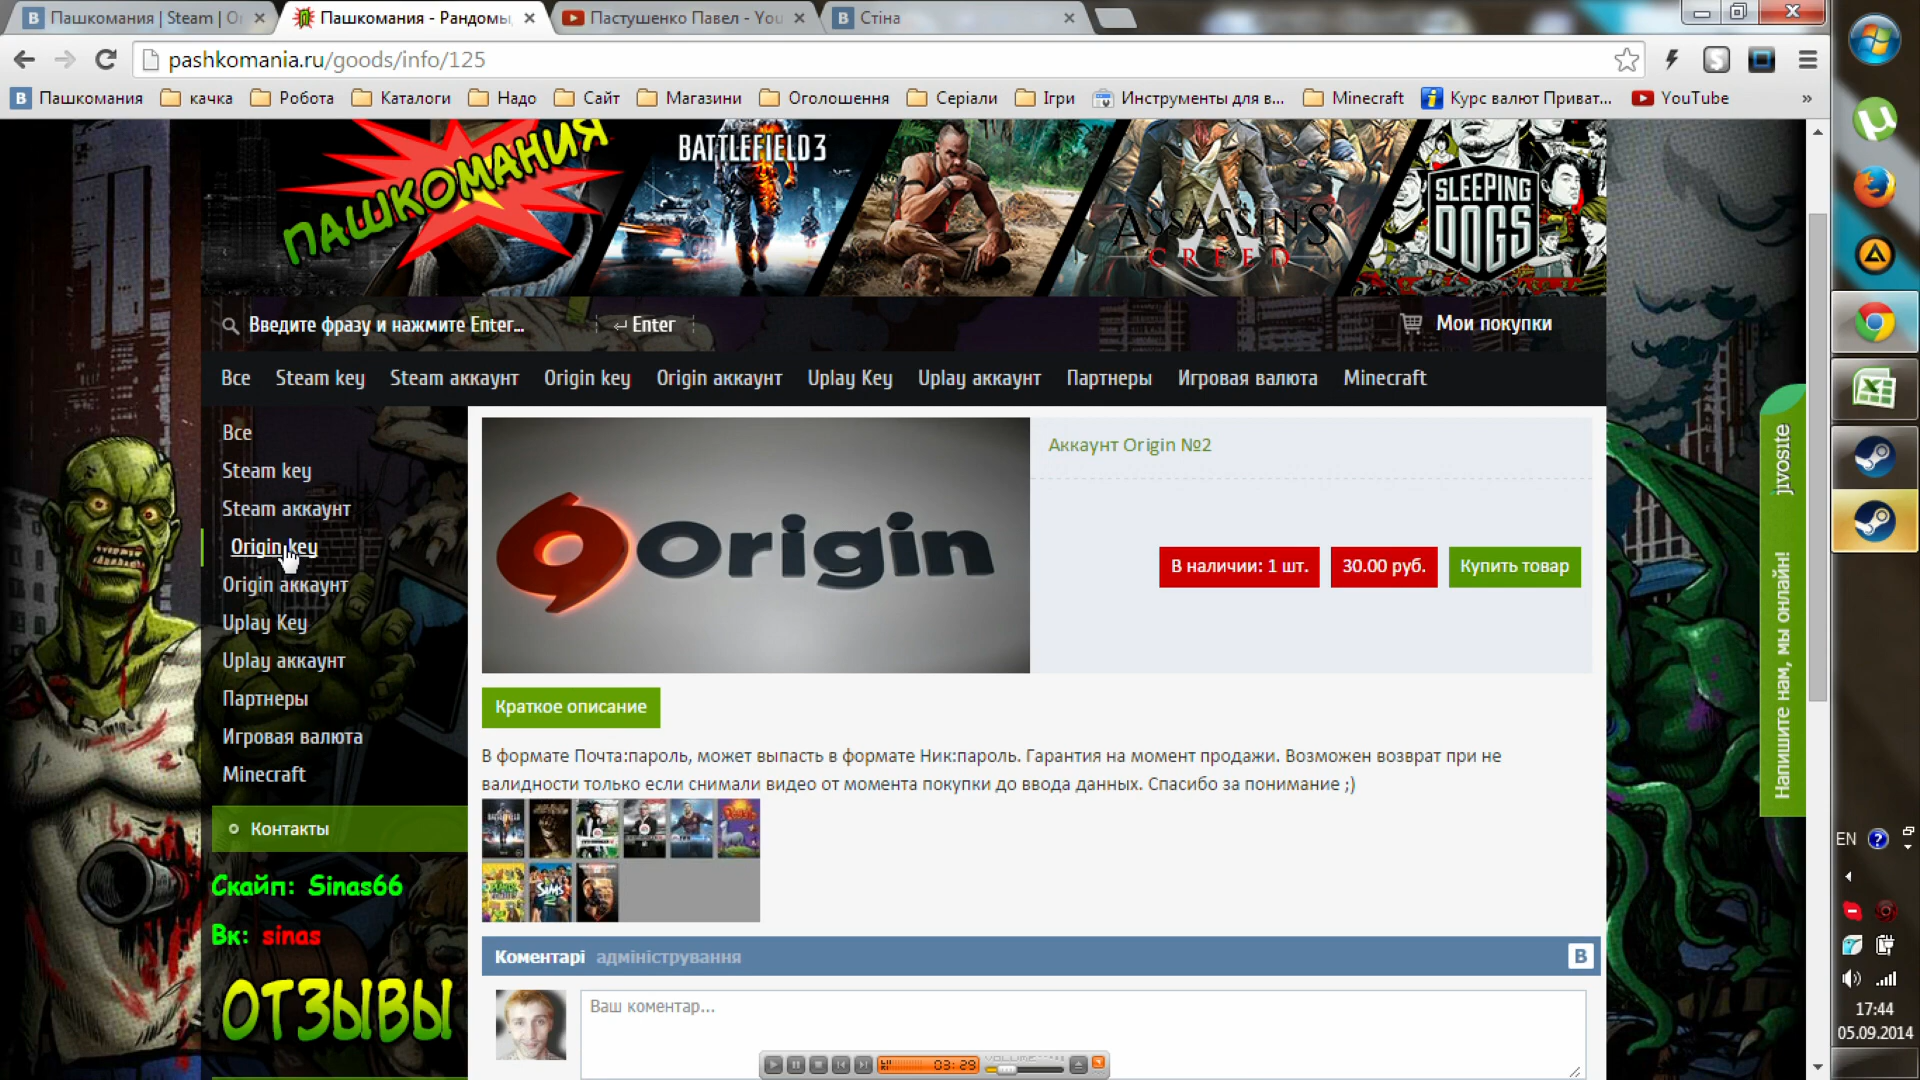 Пашкомания | Steam | Or
Пашкомания - Рандомы,
Пастушенко Павел - You
Стіна
pashkomania.ru/goods/info/125
Пашкомания
качка
Робота
Каталоги
Надо
Сайт
Магазини
Оголошення
Серіали
Ігри
Инструменты для в...
Minecraft
Курс валют Приват...
YouTube
»
ПАШКОМАНИЯ
BATTLEFIELD 3
ASSASSINS
CREED
SLEEPING
DOGS
Введите фразу и нажмите Enter...
Enter
Мои покупки
Все
Steam key
Steam аккаунт
Origin key
Origin аккаунт
Uplay Key
Uplay аккаунт
Партнеры
Игровая валюта
Minecraft
Все
Steam key
Steam аккаунт
Origin key
Origin аккаунт
Uplay Key
Uplay аккаунт
Партнеры
Игровая валюта
Minecraft
Контакты
Скайп: Sinas66
Вк: sinas
ОТЗЫВЫ
Origin
Аккаунт Origin №2
В наличии: 1 шт.
30.00 руб.
Купить товар
Краткое описание
В формате Почта:пароль, может выпасть в формате Ник:пароль. Гарантия на момент продажи. Возможен возврат при не
валидности только если снимали видео от момента покупки до ввода данных. Спасибо за понимание ;)
SIMS
2
Коментарі
адміністрування
B
Ваш коментар...
03:29
VOLUME
jivosite
Напишите нам, мы онлайн!
EN
17:44
05.09.2014